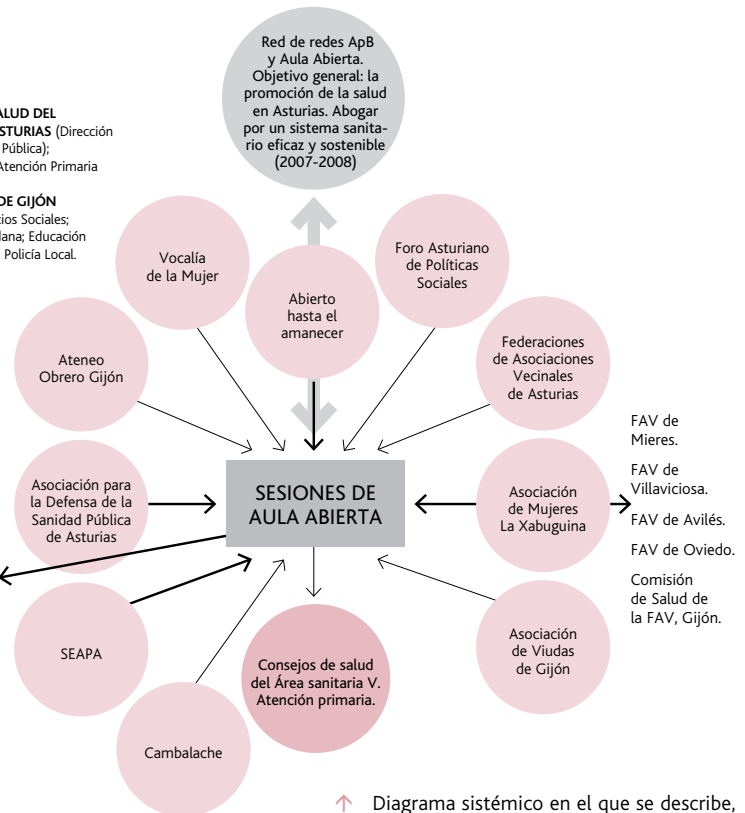 Red de redes ApB
y Aula Abierta.
Objetivo general: la
promoción de la salud
en Asturias. Abogar
por un sistema sanita-
rio eficaz y sostenible
(2007-2008)
ALUD DEL
STURIAS (Dirección
Pública);
Atención Primaria
DE GIJÓN
cios Sociales;
dana; Educación
Policía Local.
Vocalía
de la Mujer
Abierto
hasta el
amanecer
Foro Asturiano
de Políticas
Sociales
Ateneo
Obrero Gijón
Federaciones
de Asociaciones
Vecinales
de Asturias
Asociación para
la Defensa de la
Sanidad Pública
de Asturias
SESIONES DE
AULA ABIERTA
Asociación
de Mujeres
La Xabuguina
FAV de
Mieres.
FAV de
Villaviciosa.
FAV de Avilés.
FAV de Oviedo.
Comisión
de Salud de
la FAV, Gijón.
SEAPA
Cambalache
Consejos de salud
del Área sanitaria V.
Atención primaria.
Asociación
de Viudas
de Gijón
↑ Diagrama sistémico en el que se describe,